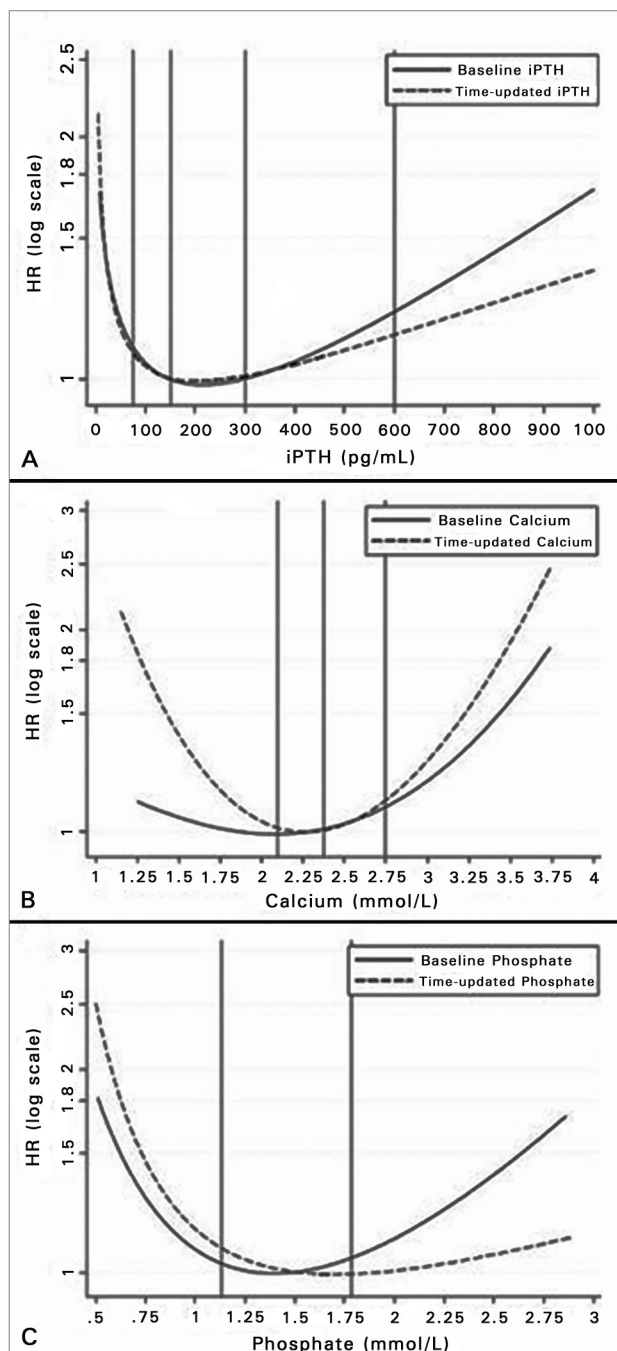 2.5
2
1.8
1.5
1
HR (log scale)
Baseline iPTH
Time-updated iPTH
0 100 200 300 400 500 600 700 800 900 100
iPTH (pg/mL)
A
3
2.5
2
1.8
1.5
1
HR (log scale)
Baseline Calcium
Time-updated Calcium
1 1.25 1.5 1.75 2 2.25 2.5 2.75 3 3.25 3.5 3.75 4
Calcium (mmol/L)
B
3
2.5
2
1.8
1.5
1
HR (log scale)
Baseline Phosphate
Time-updated Phosphate
.5 .75 1 1.25 1.5 1.75 2 2.25 2.5 2.75 3
Phosphate (mmol/L)
C